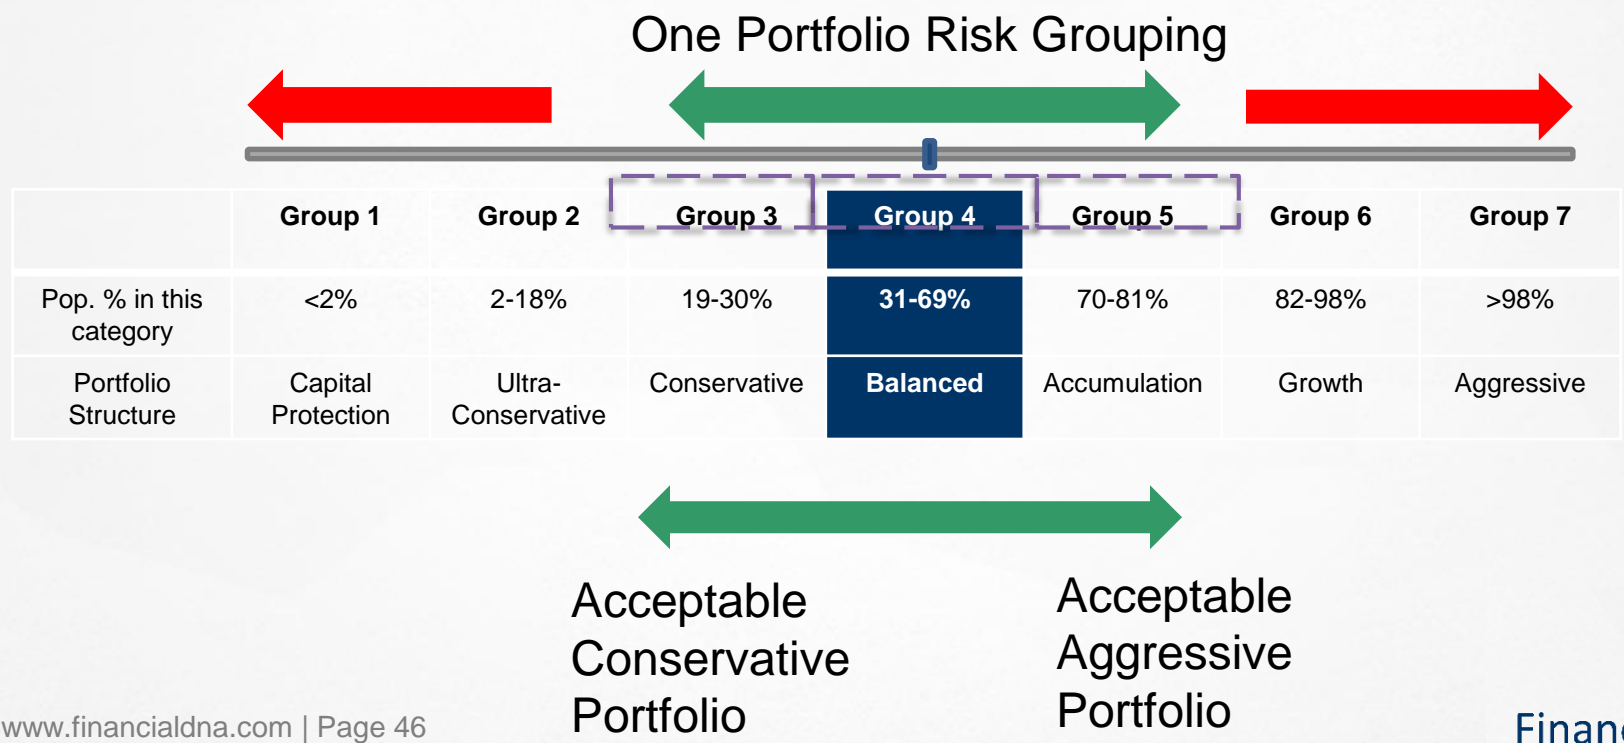 One Portfolio Risk Grouping
Group 1 Group 2 Group 3 Group 4 Group 5 Group 6 Group 7
Pop. % in this category <2% 2-18% 19-30% 31-69% 70-81% 82-98% >98%
Portfolio Structure Capital Protection Ultra-Conservative Conservative Balanced Accumulation Growth Aggressive
Acceptable
Conservative
Portfolio
Acceptable
Aggressive
Portfolio
www.financialdna.com | Page 46
Financ